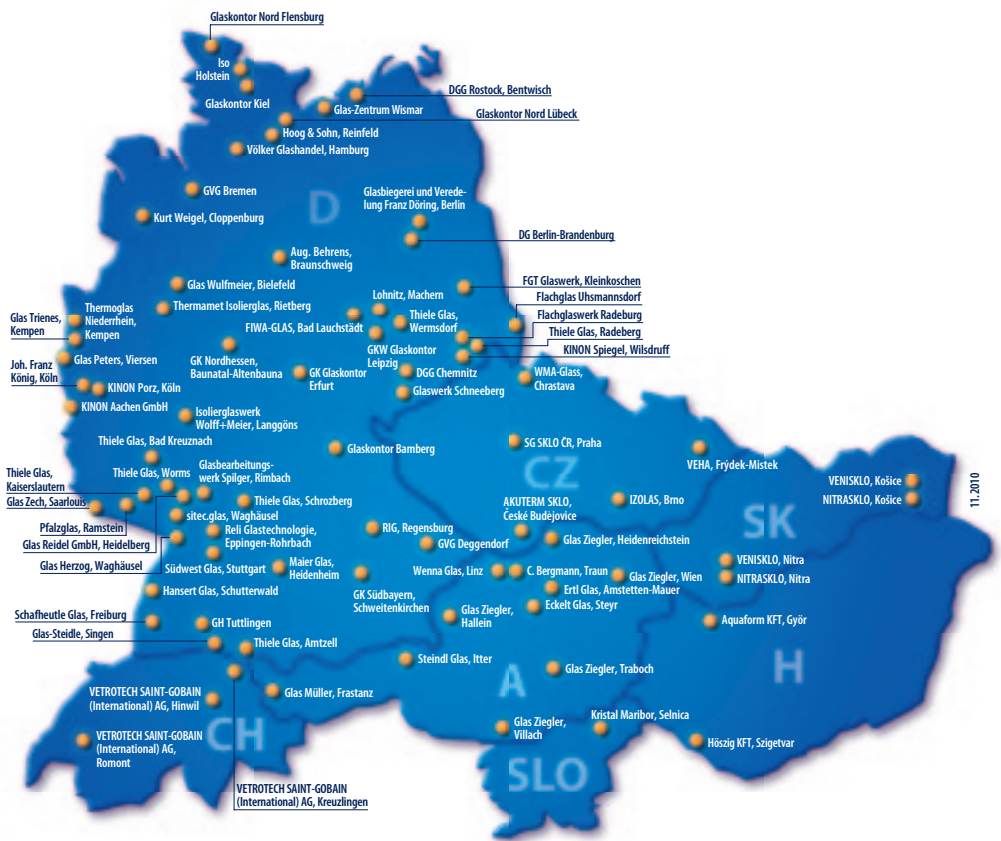 Glaskontor Nord Flensburg
Iso
Holstein
Glaskontor Kiel
DGG Rostock, Bentwisch
Glas-Zentrum Wismar
Glaskontor Nord Lübeck
Hoog & Sohn, Reinfeld
Völker Glashandel, Hamburg
GVG Bremen
Kurt Weigel, Cloppenburg
D
Glasbiegerei und Verede-
lung Franz Döring, Berlin
DG Berlin-Brandenburg
Aug. Behrens,
Braunschweig
Glas Wulfmeier, Bielefeld
Thermamet Isolierglas, Rietberg
FGT Glaswerk, Kleinkoschen
Flachglas Uhsmannsdorf
Flachglaswerk Radeburg
Thiele Glas, Radeberg
KINON Spiegel, Wilsdruff
Lohnitz, Machern
FIWA-GLAS, Bad Lauchstädt
Thiele Glas,
Wermsdorf
GKW Glaskontor
Leipzig
Glas Trienes,
Kempen
Thermoglas
Niederrhein,
Kempen
Glas Peters, Viersen
Joh. Franz
König, Köln
KINON Porz, Köln
KINON Aachen GmbH
GK Nordhessen,
Baunatal-Altenbauna
GK Glaskontor
Erfurt
DGG Chemnitz
Glaswerk Schneeberg
WMA-Glass,
Chrastava
Isolierglaswerk
Wolff+Meier, Langgöns
Glaskontor Bamberg
SG SKLO ČR, Praha
CZ
VEHA, Frýdek-Mistek
VENISKLO, Košice
NITRASKLO, Košice
11.2010
Thiele Glas, Bad Kreuznach
Thiele Glas, Worms
Glasbearbeitungs-
werk Spilger, Rimbach
Thiele Glas,
Kaiserslautern
Glas Zech, Saarlouis
Pfalzglas, Ramstein
Glas Reidel GmbH, Heidelberg
Glas Herzog, Waghäusel
Thiele Glas, Schrozberg
sitec.glas, Waghäusel
Reli Glastechnologie,
Eppingen-Rohrbach
Südwest Glas, Stuttgart
Maier Glas,
Heidenheim
RIG, Regensburg
GVG Deggendorf
AKUTERM SKLO,
České Budějovice
IZOLAS, Brno
SK
Glas Ziegler, Heidenreichstein
VENISKLO, Nitra
NITRASKLO, Nitra
Hansert Glas, Schutterwald
GK Südbayern,
Schweitenkirchen
Wenna Glas, Linz
C. Bergmann, Traun
Glas Ziegler, Wien
Ertl Glas, Amstetten-Mauer
Eckelt Glas, Steyr
Glas Ziegler,
Hallein
Aquaform KFT, Györ
Schafheutle Glas, Freiburg
Glas-Steidle, Singen
GH Tuttlingen
Thiele Glas, Amtzell
Steindl Glas, Itter
Glas Ziegler, Traboch
H
A
VETROTECH SAINT-GOBAIN
(International) AG, Hinwil
Glas Müller, Frastanz
CH
VETROTECH SAINT-GOBAIN
(International) AG,
Romont
Glas Ziegler,
Villach
Kristal Maribor, Selnica
Höszig KFT, Szigetvar
SLO
VETROTECH SAINT-GOBAIN
(International) AG, Kreuzlingen